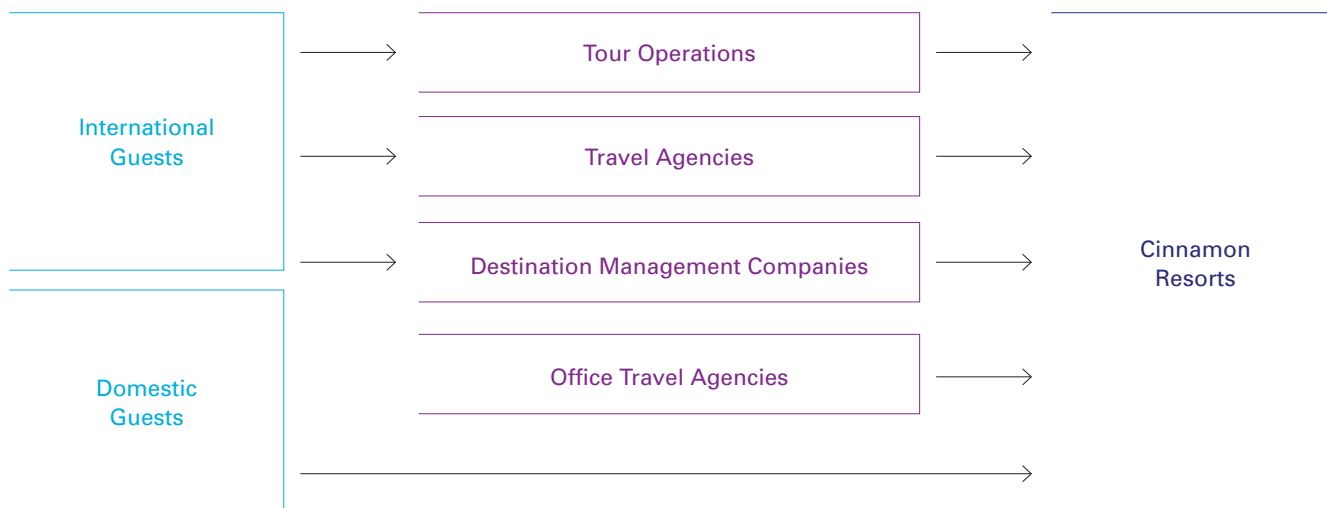 International
Guests
Domestic
Guests
Tour Operations
Travel Agencies
Destination Management Companies
Office Travel Agencies
Cinnamon
Resorts